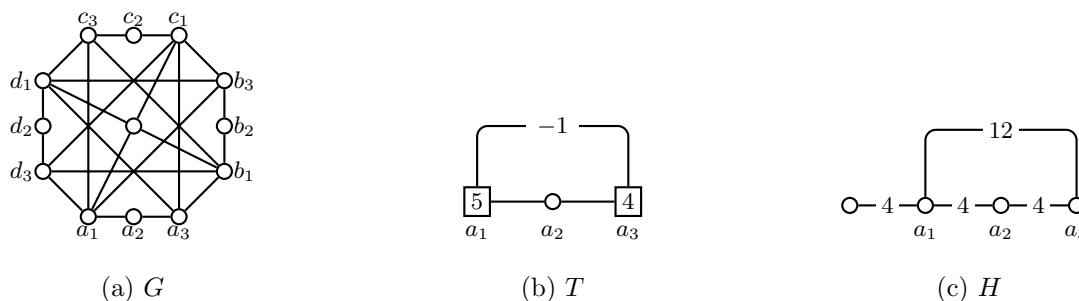 c₃ c₂ c₁
d₁ b₃
d₂ b₂
d₃ b₁
a₁ a₂ a₃
(a) G
−1
5 4
a₁ a₂ a₃
(b) T
12
4 4 4
a₁ a₂
(c) H